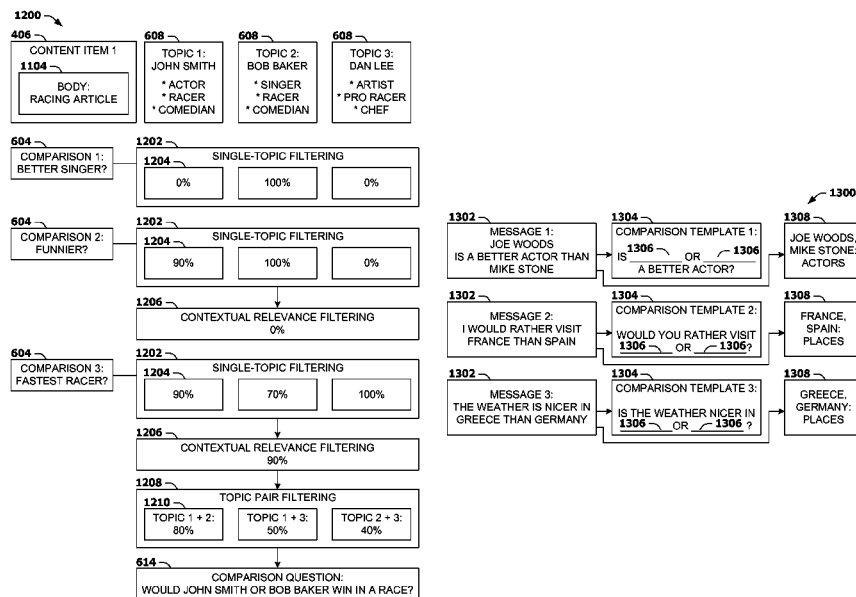 1200
406
CONTENT ITEM 1
1104
BODY:
RACING ARTICLE
608
TOPIC 1:
JOHN SMITH
* ACTOR
* RACER
* COMEDIAN
608
TOPIC 2:
BOB BAKER
* SINGER
* RACER
* COMEDIAN
608
TOPIC 3:
DAN LEE
* ARTIST
* PRO RACER
* CHEF
604
COMPARISON 1:
BETTER SINGER?
1202
SINGLE-TOPIC FILTERING
1204
0%
100%
0%
604
COMPARISON 2:
FUNNIER?
1202
SINGLE-TOPIC FILTERING
1204
90%
100%
0%
1206
CONTEXTUAL RELEVANCE FILTERING
0%
604
COMPARISON 3:
FASTEST RACER?
1202
SINGLE-TOPIC FILTERING
1204
90%
70%
100%
1206
CONTEXTUAL RELEVANCE FILTERING
90%
1208
TOPIC PAIR FILTERING
1210
TOPIC 1 + 2:
80%
TOPIC 1 + 3:
50%
TOPIC 2 + 3:
40%
614
COMPARISON QUESTION:
WOULD JOHN SMITH OR BOB BAKER WIN IN A RACE?
1300
1302
MESSAGE 1:
JOE WOODS
IS A BETTER ACTOR THAN
MIKE STONE
1304
COMPARISON TEMPLATE 1:
1306 1306
IS ________ OR ________
A BETTER ACTOR?
1308
JOE WOODS,
MIKE STONE:
ACTORS
1302
MESSAGE 2:
I WOULD RATHER VISIT
FRANCE THAN SPAIN
1304
COMPARISON TEMPLATE 2:
WOULD YOU RATHER VISIT
1306 1306
________ OR ________?
1308
FRANCE,
SPAIN:
PLACES
1302
MESSAGE 3:
THE WEATHER IS NICER IN
GREECE THAN GERMANY
1304
COMPARISON TEMPLATE 3:
IS THE WEATHER NICER IN
1306 1306
________ OR ________ ?
1308
GREECE,
GERMANY:
PLACES